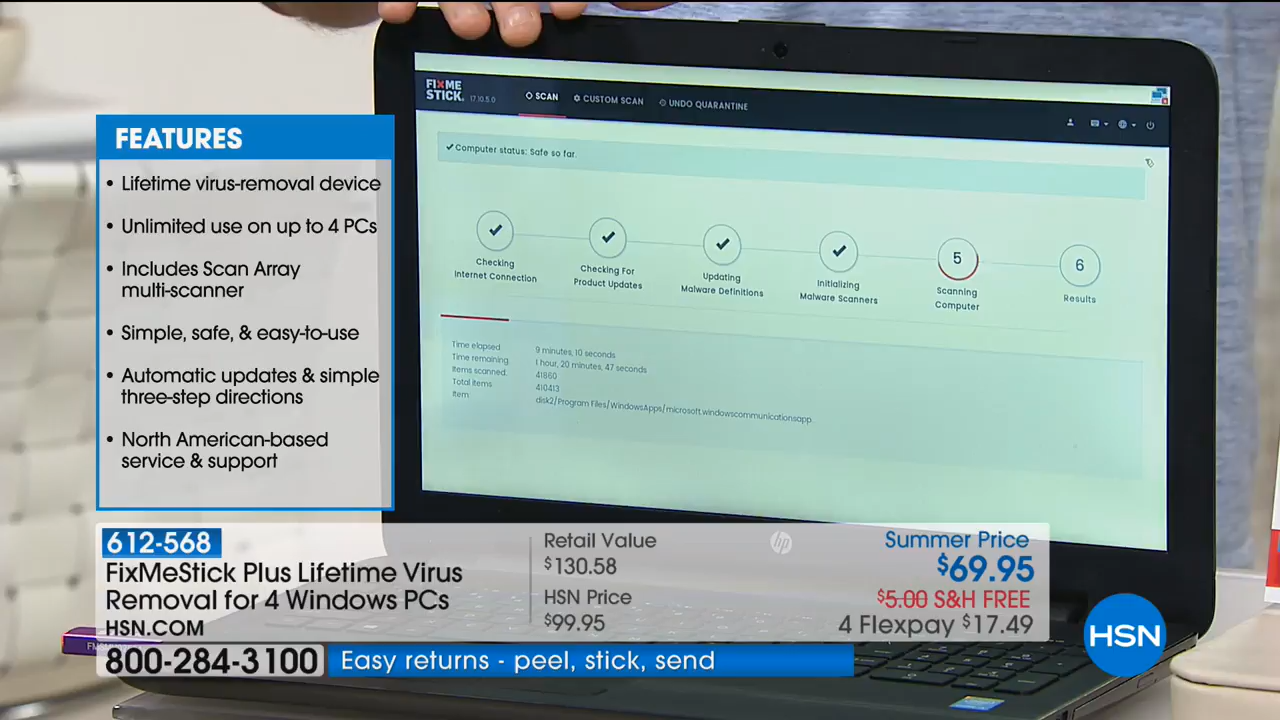 FIXME
STICK. 17.10.5.0
SCAN
CUSTOM SCAN
UNDO QUARANTINE
Computer status: Safe so far.
Checking
Internet Connection
Checking For
Product Updates
Updating
Malware Definitions
Initializing
Malware Scanners
5
Scanning
Computer
6
Results
Time elapsed 9 minutes, 10 seconds
Time remaining 1 hour, 20 minutes, 47 seconds
Items scanned 41860
Total items 410413
Item disk2/Program Files/WindowsApps/microsoft.windowscommunicationsapp
FEATURES
• Lifetime virus-removal device
• Unlimited use on up to 4 PCs
• Includes Scan Array
multi-scanner
• Simple, safe, & easy-to-use
• Automatic updates & simple
three-step directions
• North American-based
service & support
612-568
FixMeStick Plus Lifetime Virus
Removal for 4 Windows PCs
HSN.COM
Retail Value
$130.58
HSN Price
$99.95
hp
Summer Price
$69.95
$5.00 S&H FREE
4 Flexpay $17.49
HSN
800-284-3100
Easy returns - peel, stick, send